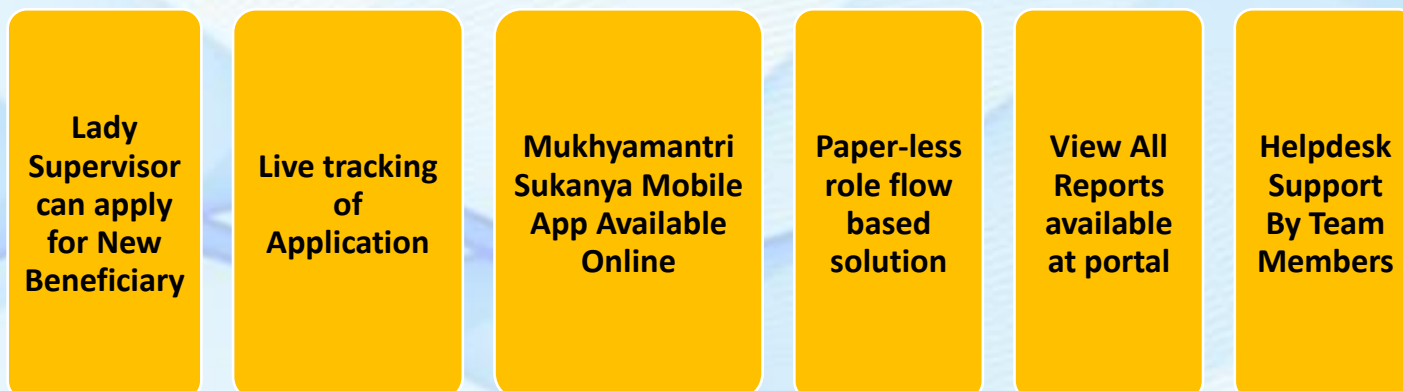 Lady
Supervisor
can apply
for New
Beneficiary
Live tracking
of
Application
Mukhyamantri
Sukanya Mobile
App Available
Online
Paper-less
role flow
based
solution
View All
Reports
available
at portal
Helpdesk
Support
By Team
Members